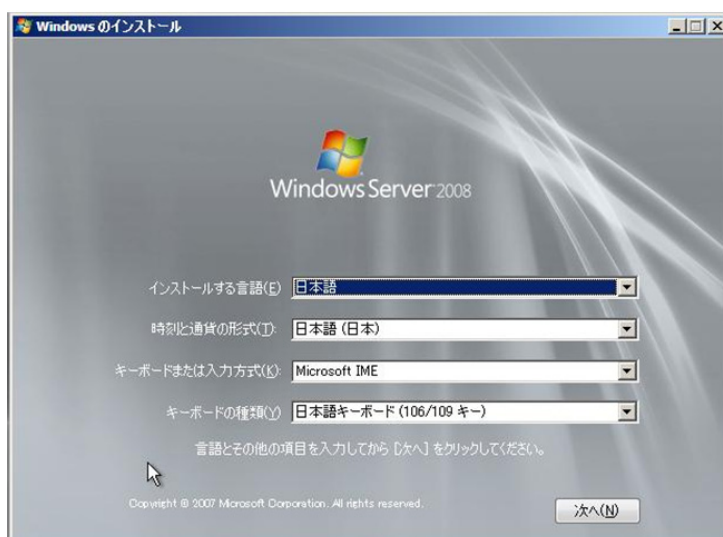 Windows のインストール
Windows Server 2008
インストールする言語(E) 日本語
時刻と通貨の形式(T): 日本語 (日本)
キーボードまたは入力方式(K): Microsoft IME
キーボードの種類(Y) 日本語キーボード (106/109 キー)
言語とその他の項目を入力してから [次へ] をクリックしてください。
Copyright © 2007 Microsoft Corporation. All rights reserved.
次へ(N)